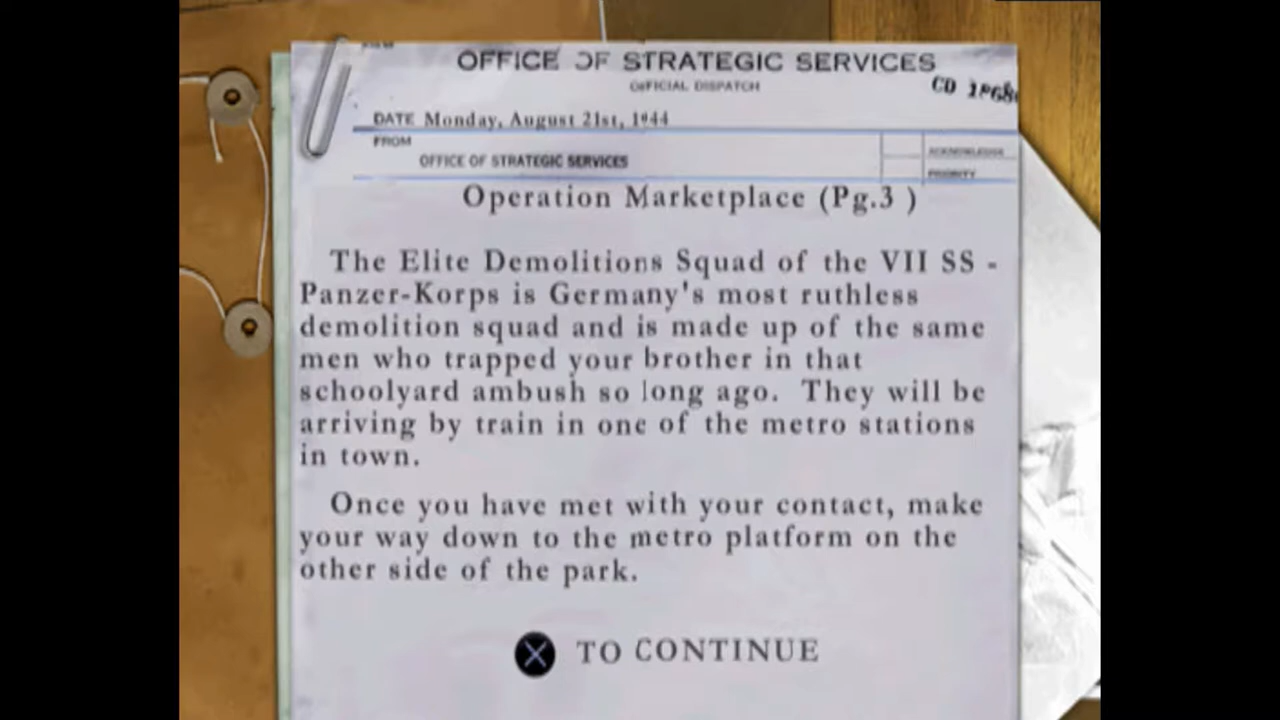 OFFICE OF STRATEGIC SERVICES
OFFICIAL DISPATCH
DATE Monday, August 21st, 1944
FROM
OFFICE OF STRATEGIC SERVICES
ACKNOWLEDGE
PRIORITY
Operation Marketplace (Pg.3 )
The Elite Demolitions Squad of the VII SS -
Panzer-Korps is Germany's most ruthless
demolition squad and is made up of the same
men who trapped your brother in that
schoolyard ambush so long ago. They will be
arriving by train in one of the metro stations
in town.
Once you have met with your contact, make
your way down to the metro platform on the
other side of the park.
TO CONTINUE